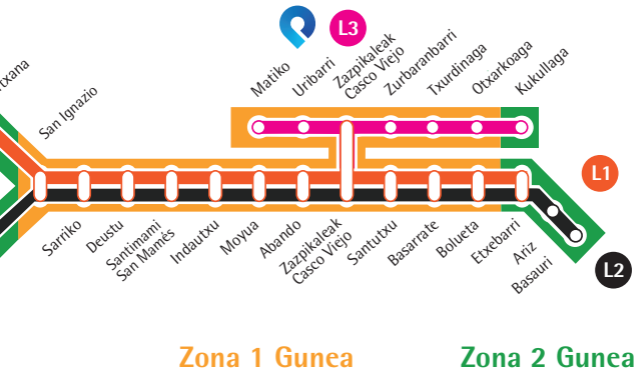 L3
Matiko
Uribarri
Zazpikaleak
Casco Viejo
Zurbaranbarri
Txurdinaga
Otxarkoaga
Kukullaga
San Ignazio
L1
Sarriko
Deustu
Santimami
San Mamés
Indautxu
Moyua
Abando
Zazpikaleak
Casco Viejo
Santutxu
Basarrate
Bolueta
Etxebarri
Ariz
Basauri
L2
Zona 1 Gunea
Zona 2 Gunea